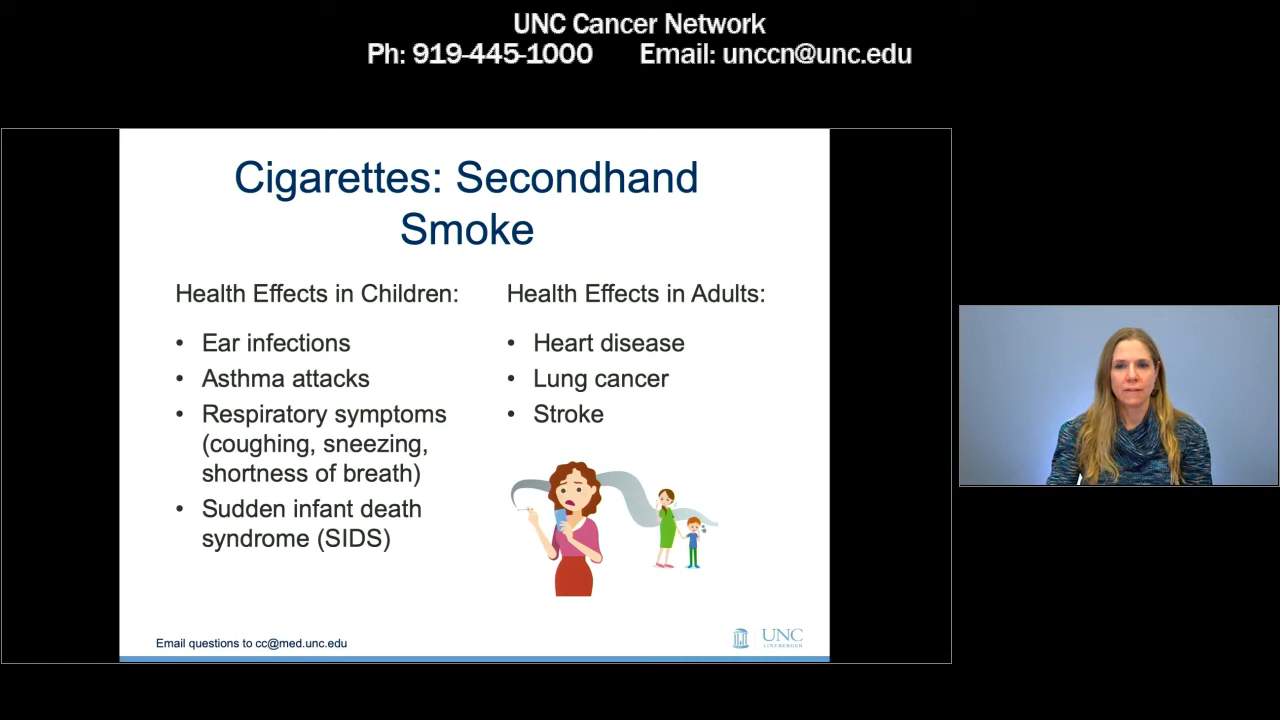 UNC Cancer Network
Ph: 919-445-1000 Email: unccn@unc.edu
Cigarettes: Secondhand
Smoke
Health Effects in Children:
• Ear infections
• Asthma attacks
• Respiratory symptoms
(coughing, sneezing,
shortness of breath)
• Sudden infant death
syndrome (SIDS)
Health Effects in Adults:
• Heart disease
• Lung cancer
• Stroke
Email questions to cc@med.unc.edu
UNC
LINEBERGER